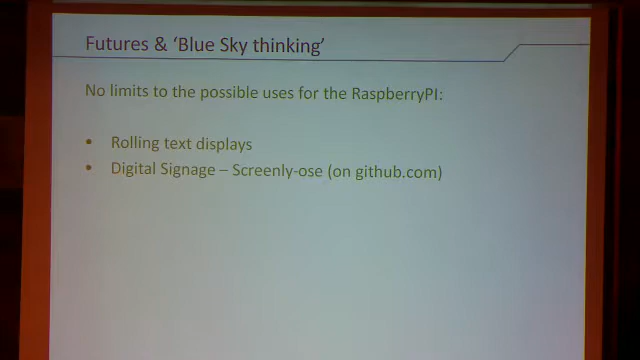 Futures & ‘Blue Sky thinking’
No limits to the possible uses for the RaspberryPI:
• Rolling text displays
• Digital Signage – Screenly-ose (on github.com)